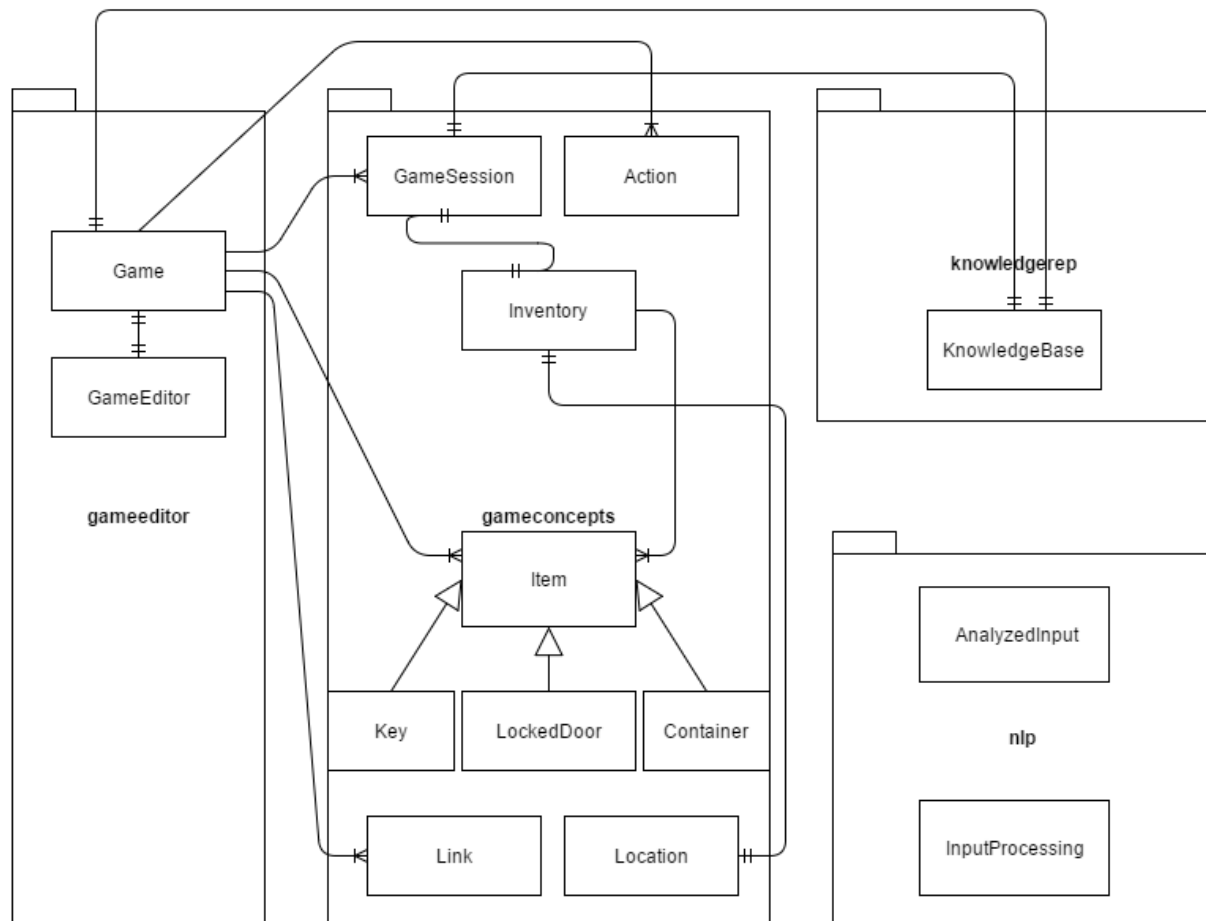 GameSession
Action
Game
knowledgerep
Inventory
KnowledgeBase
GameEditor
gameeditor
gameconcepts
Item
AnalyzedInput
Key
LockedDoor
Container
nlp
Link
Location
InputProcessing